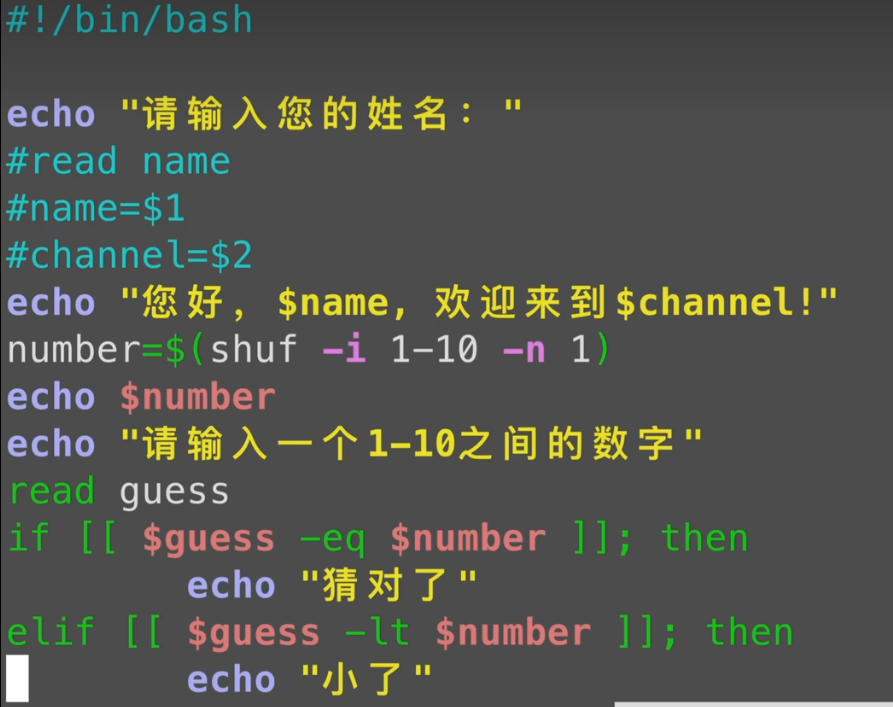 #!/bin/bash
echo "请输入您的姓名： "
#read name
#name=$1
#channel=$2
echo "您好，$name, 欢迎来到$channel!"
number=$(shuf -i 1-10 -n 1)
echo $number
echo "请输入一个1-10之间的数字"
read guess
if [[ $guess -eq $number ]]; then
echo "猜对了"
elif [[ $guess -lt $number ]]; then
echo "小了"